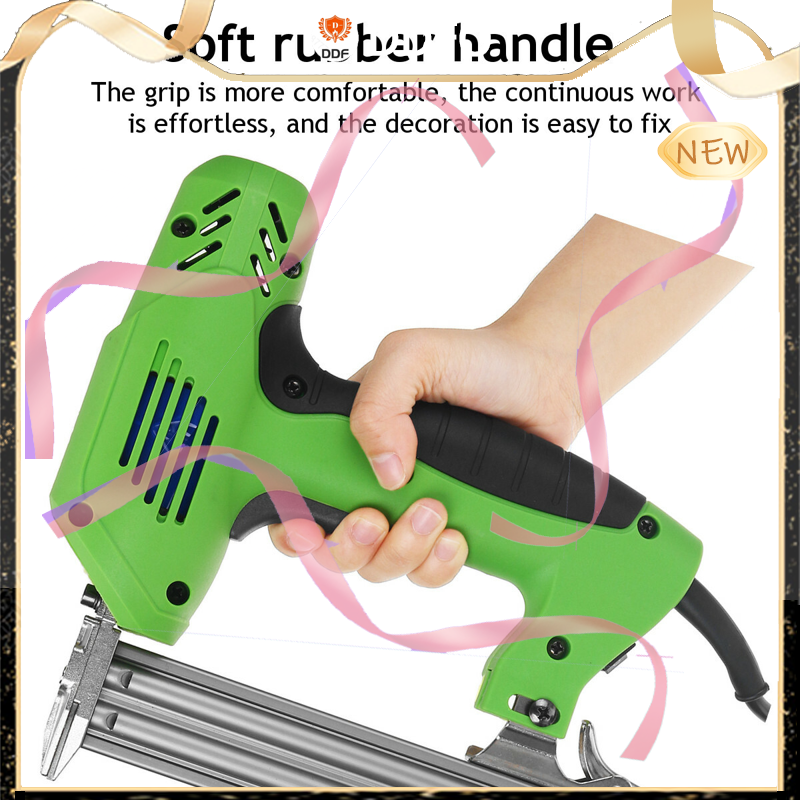 Soft rubber handle
DDF
The grip is more comfortable, the continuous work
is effortless, and the decoration is easy to fix
NEW